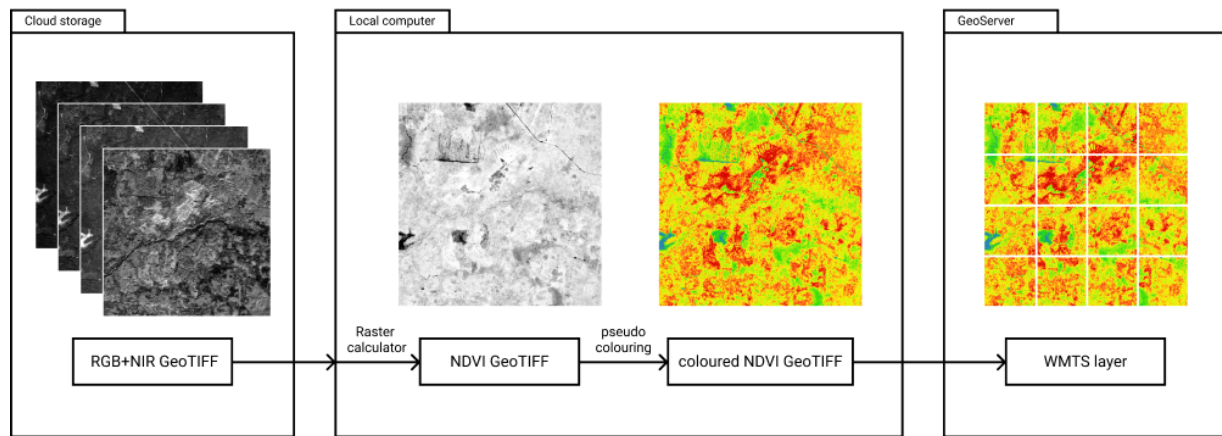 Cloud storage
Local computer
GeoServer
RGB+NIR GeoTIFF
Raster
calculator
NDVI GeoTIFF
pseudo
colouring
coloured NDVI GeoTIFF
WMTS layer